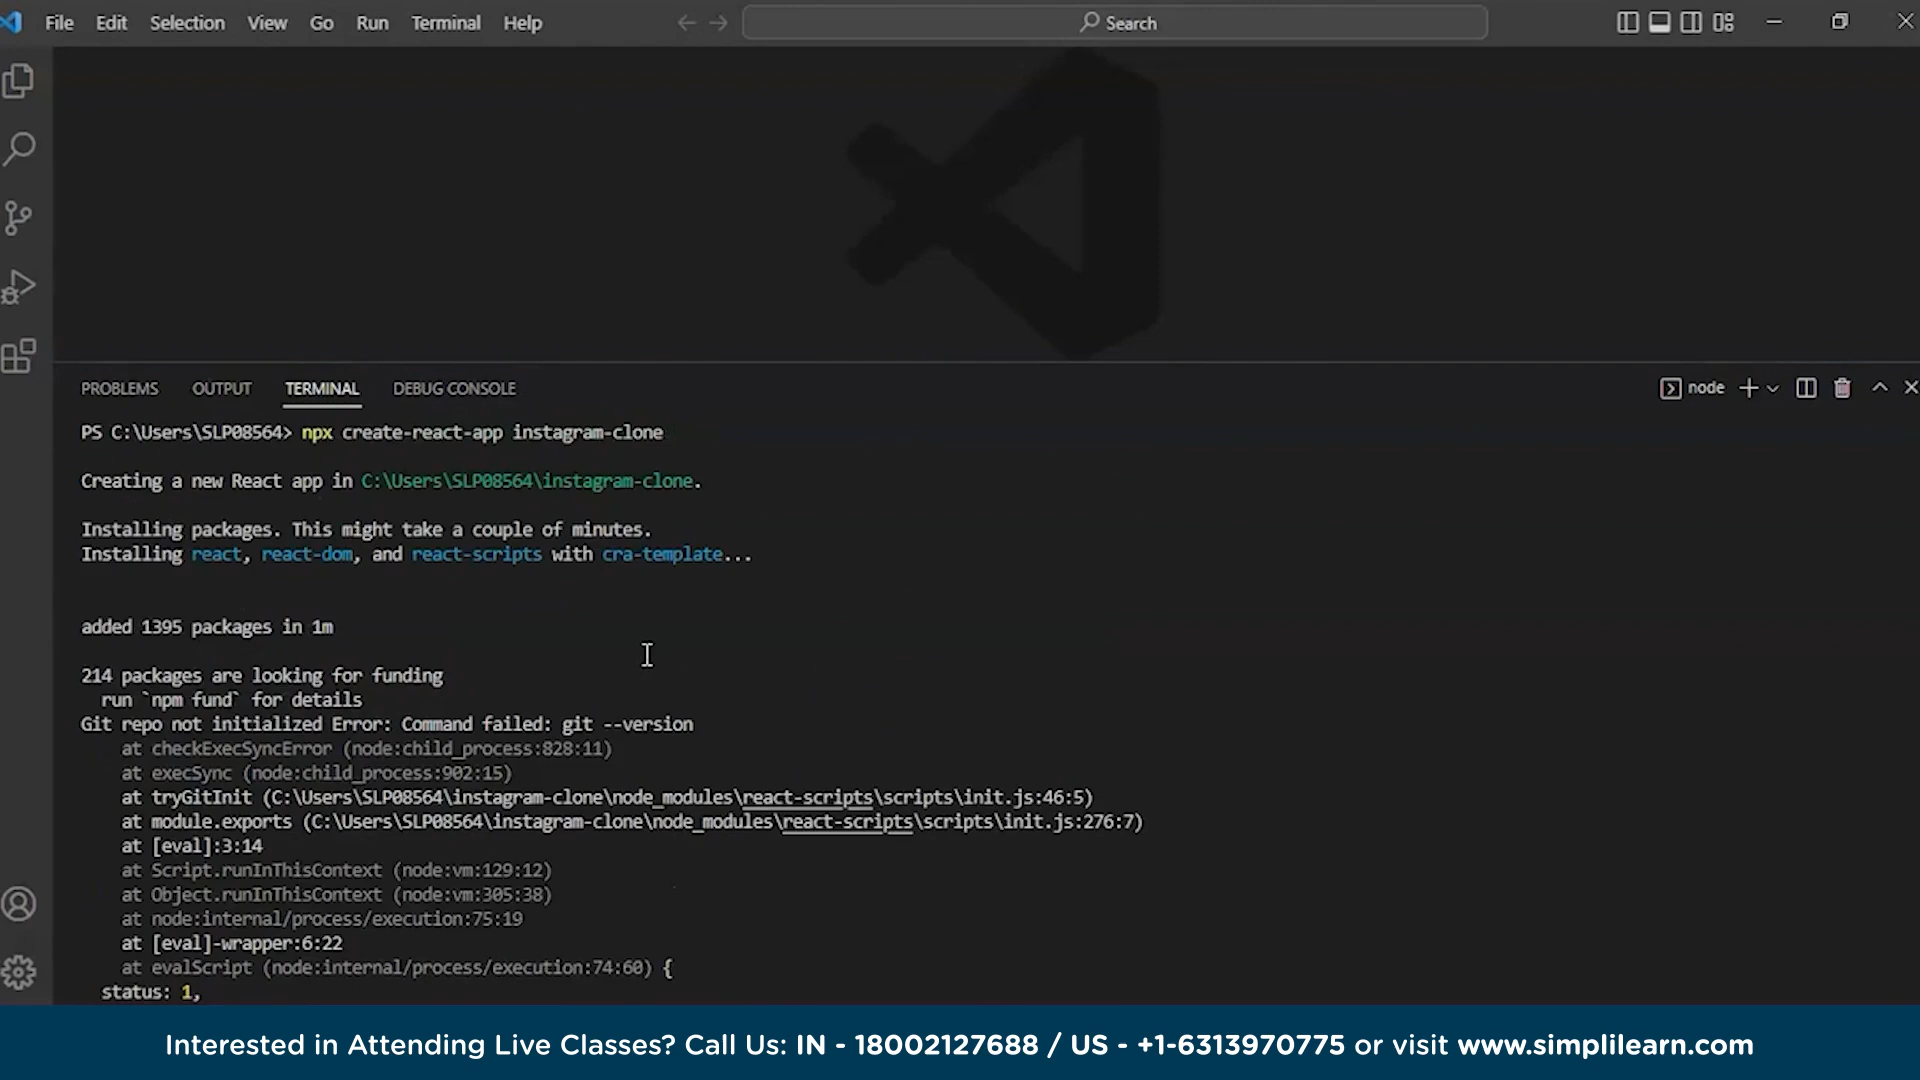 File Edit Selection View Go Run Terminal Help
Search
PROBLEMS OUTPUT TERMINAL DEBUG CONSOLE
node
PS C:\Users\SLP08564> npx create-react-app instagram-clone
Creating a new React app in C:\Users\SLP08564\instagram-clone.
Installing packages. This might take a couple of minutes.
Installing react, react-dom, and react-scripts with cra-template...
added 1395 packages in 1m
214 packages are looking for funding
run `npm fund` for details
Git repo not initialized Error: Command failed: git --version
at checkExecSyncError (node:child_process:828:11)
at execSync (node:child_process:902:15)
at tryGitInit (C:\Users\SLP08564\instagram-clone\node_modules\react-scripts\scripts\init.js:46:5)
at module.exports (C:\Users\SLP08564\instagram-clone\node_modules\react-scripts\scripts\init.js:276:7)
at [eval]:3:14
at Script.runInThisContext (node:vm:129:12)
at Object.runInThisContext (node:vm:305:38)
at node:internal/process/execution:75:19
at [eval]-wrapper:6:22
at evalScript (node:internal/process/execution:74:60) {
status: 1,
Interested in Attending Live Classes? Call Us: IN - 18002127688 / US - +1-6313970775 or visit www.simplilearn.com